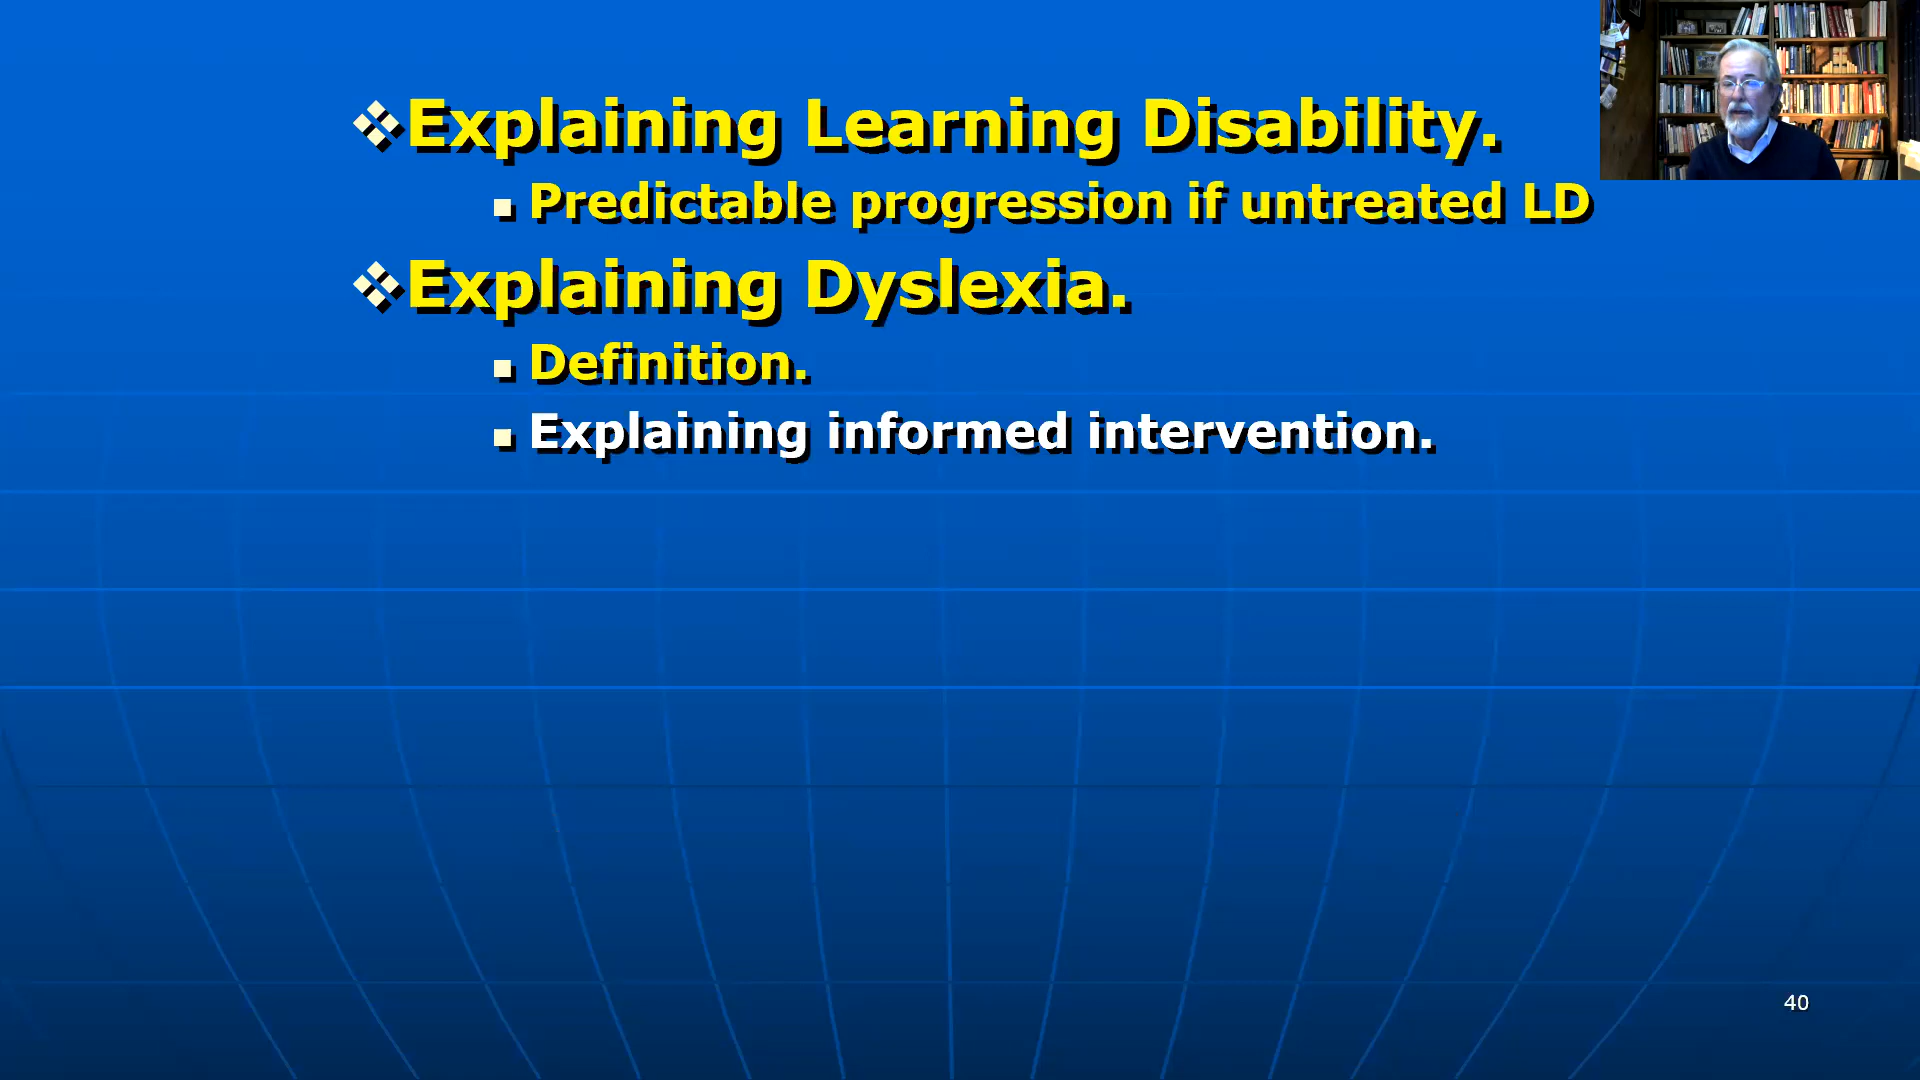 Explaining Learning Disability.
Predictable progression if untreated LD
Explaining Dyslexia.
Definition.
Explaining informed intervention.
40